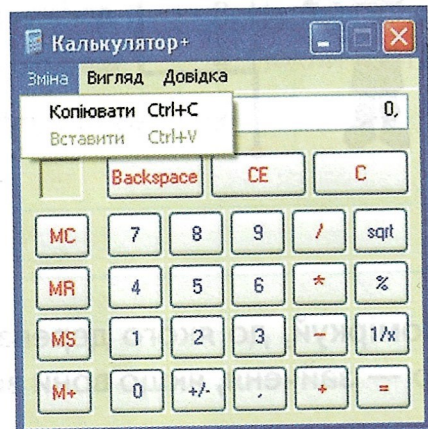 Калькулятор+
Зміна Вигляд Довідка
Копіювати Ctrl+C
Вставити Ctrl+V
0,
Backspace CE C
MC 7 8 9 / sqrt
MR 4 5 6 * %
MS 1 2 3 - 1/x
M+ 0 +/- , + =